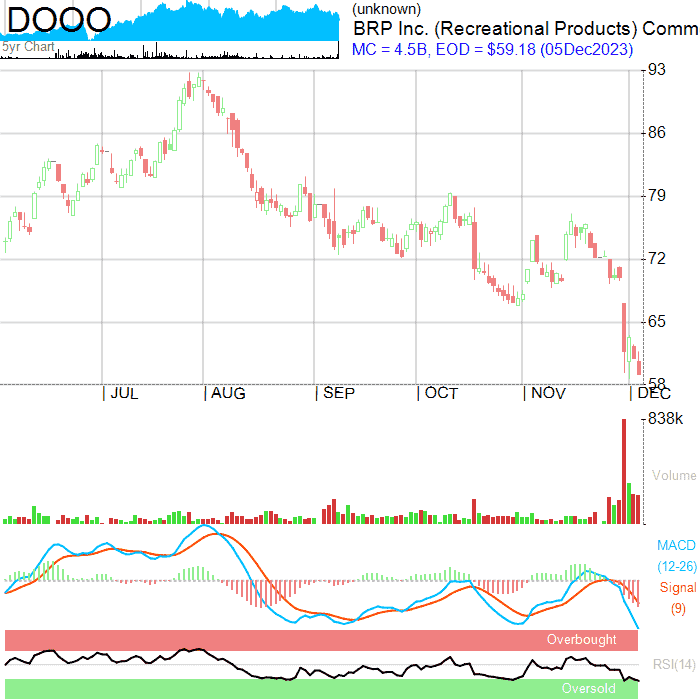 DOOO
5yr Chart
(unknown)
BRP Inc. (Recreational Products) Comm
MC = 4.5B, EOD = $59.18 (05Dec2023)
93
86
79
72
65
58
JUL
AUG
SEP
OCT
NOV
DEC
838k
Volume
MACD
(12-26)
Signal
(9)
Overbought
RSI(14)
Oversold